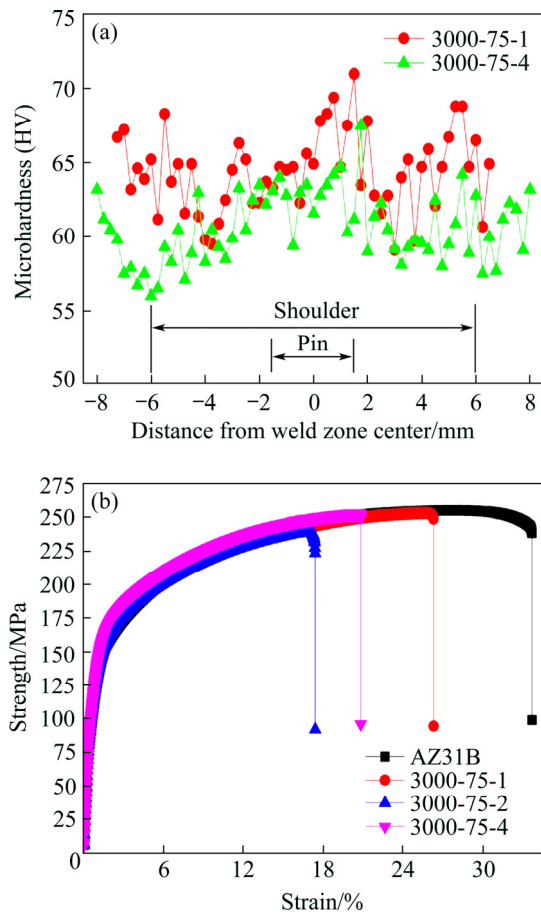 (a)
3000-75-1
3000-75-4
Microhardness (HV)
75
70
65
60
55
50
Shoulder
Pin
−8 −6 −4 −2 0 2 4 6 8
Distance from weld zone center/mm
(b)
Strength/MPa
275
250
225
200
175
150
125
100
75
50
25
0
AZ31B
3000-75-1
3000-75-2
3000-75-4
6 12 18 24 30
Strain/%